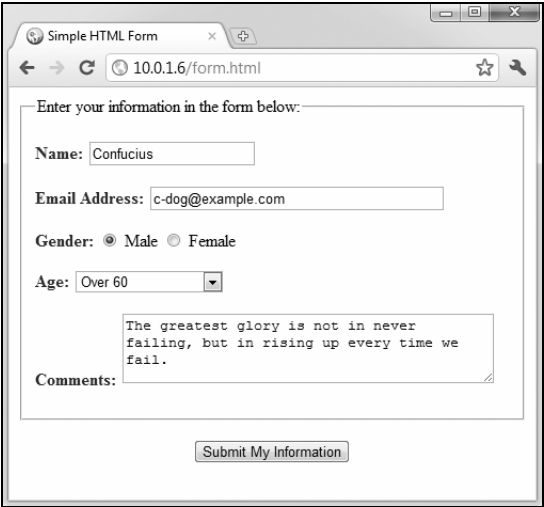 Simple HTML Form
10.0.1.6/form.html
Enter your information in the form below:
Name: Confucius
Email Address: c-dog@example.com
Gender: Male Female
Age: Over 60
Comments: The greatest glory is not in never
failing, but in rising up every time we
fail.
Submit My Information